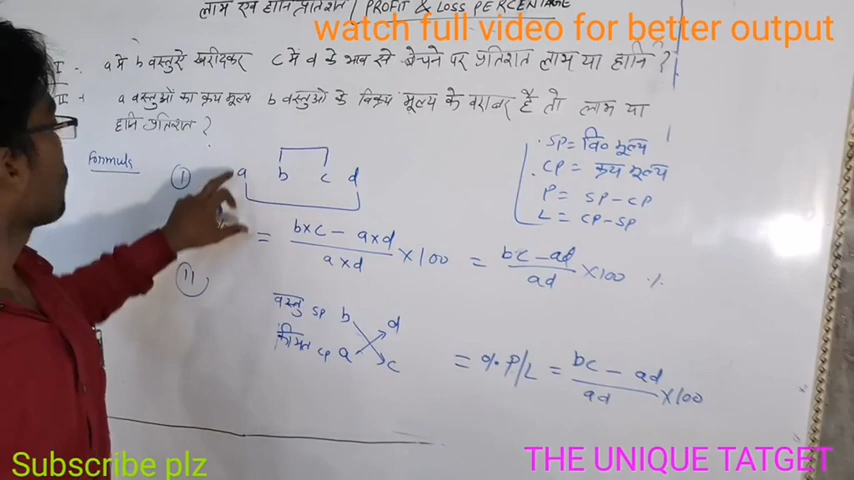 लाभ एवं हानि प्रतिशत / PROFIT & LOSS PERCENTAGE
watch full video for better output
I - a में b वस्तुऐं खरीदकर c में d के भाव से बेचने पर प्रतिशत लाभ या हानि ?
II - a वस्तुओं का क्रय मूल्य b वस्तुओं के विक्रय मूल्य के बराबर है तो लाभ या
हानि प्रतिशत ?
Formula
SP = वि० मूल्य
CP = क्रय मूल्य
P = SP - CP
L = CP - SP
I a b c d
= b×c - a×d / a×d ×100 = bc - ad / ad ×100 %
II
वस्तु SP b d
कीमत CP a c
= %. P/L = bc - ad / ad ×100
Subscribe plz
THE UNIQUE TATGET